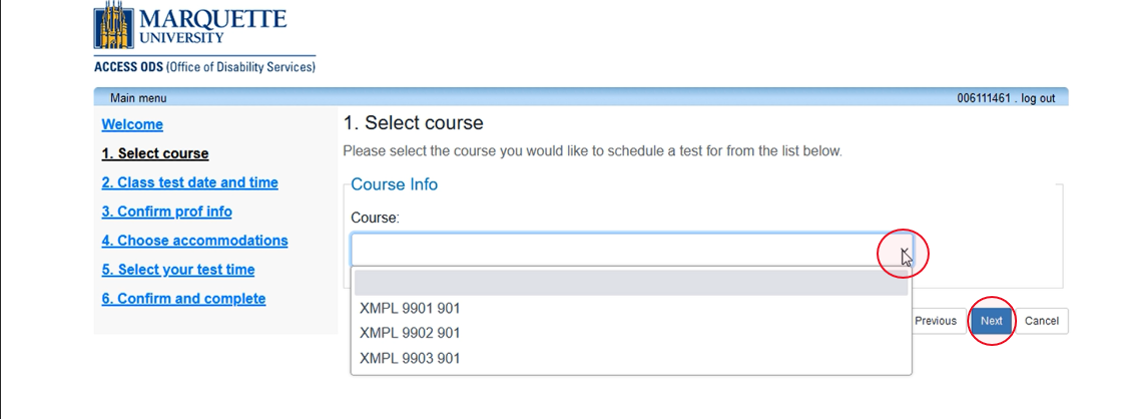 MARQUETTE
UNIVERSITY
ACCESS ODS (Office of Disability Services)
Main menu
006111461 . log out
Welcome
1. Select course
2. Class test date and time
3. Confirm prof info
4. Choose accommodations
5. Select your test time
6. Confirm and complete
1. Select course
Please select the course you would like to schedule a test for from the list below.
Course Info
Course:
XMPL 9901 901
XMPL 9902 901
XMPL 9903 901
Previous
Next
Cancel